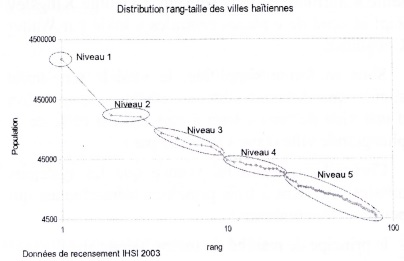 Distribution rang-taille des villes haïtiennes
4500000
Niveau 1
450000
Niveau 2
Population
Niveau 3
45000
Niveau 4
Niveau 5
4500
1
10
100
rang
Données de recensement IHSI 2003